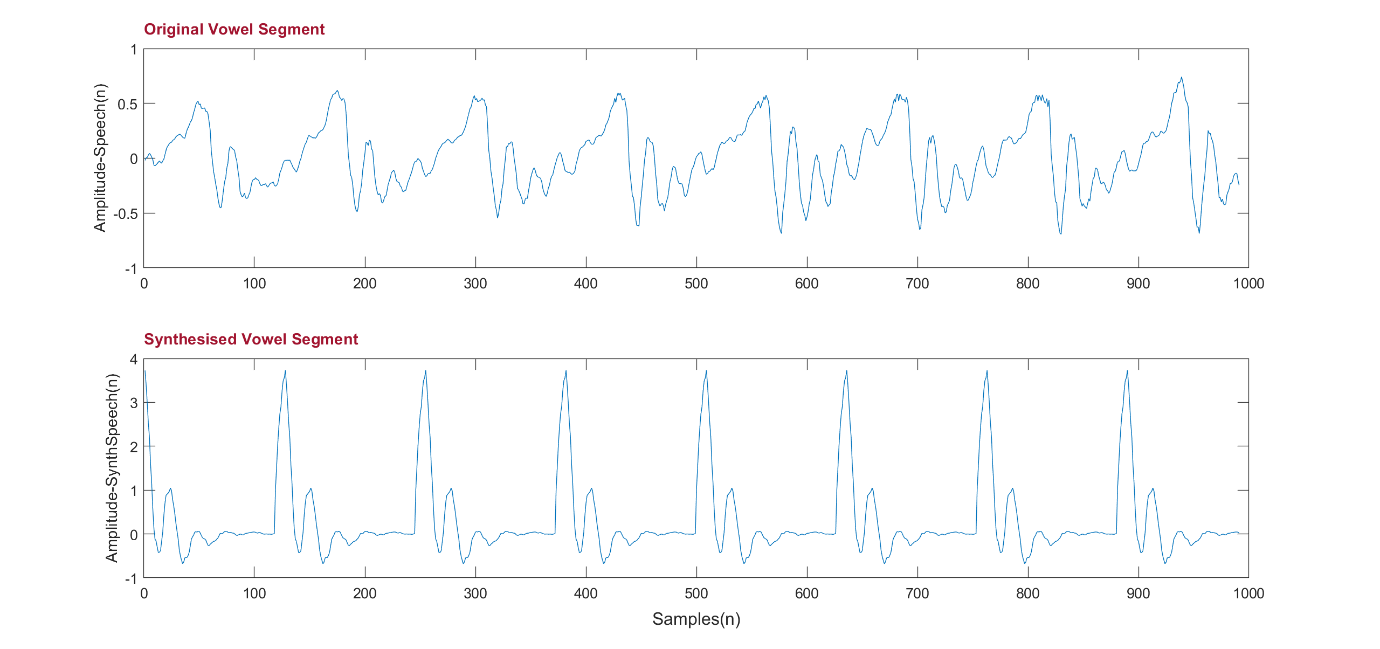 Original Vowel Segment
1
0.5
0
-0.5
-1
Amplitude-Speech(n)
0 100 200 300 400 500 600 700 800 900 1000
Synthesised Vowel Segment
4
3
2
1
0
-1
Amplitude-SynthSpeech(n)
0 100 200 300 400 500 600 700 800 900 1000
Samples(n)